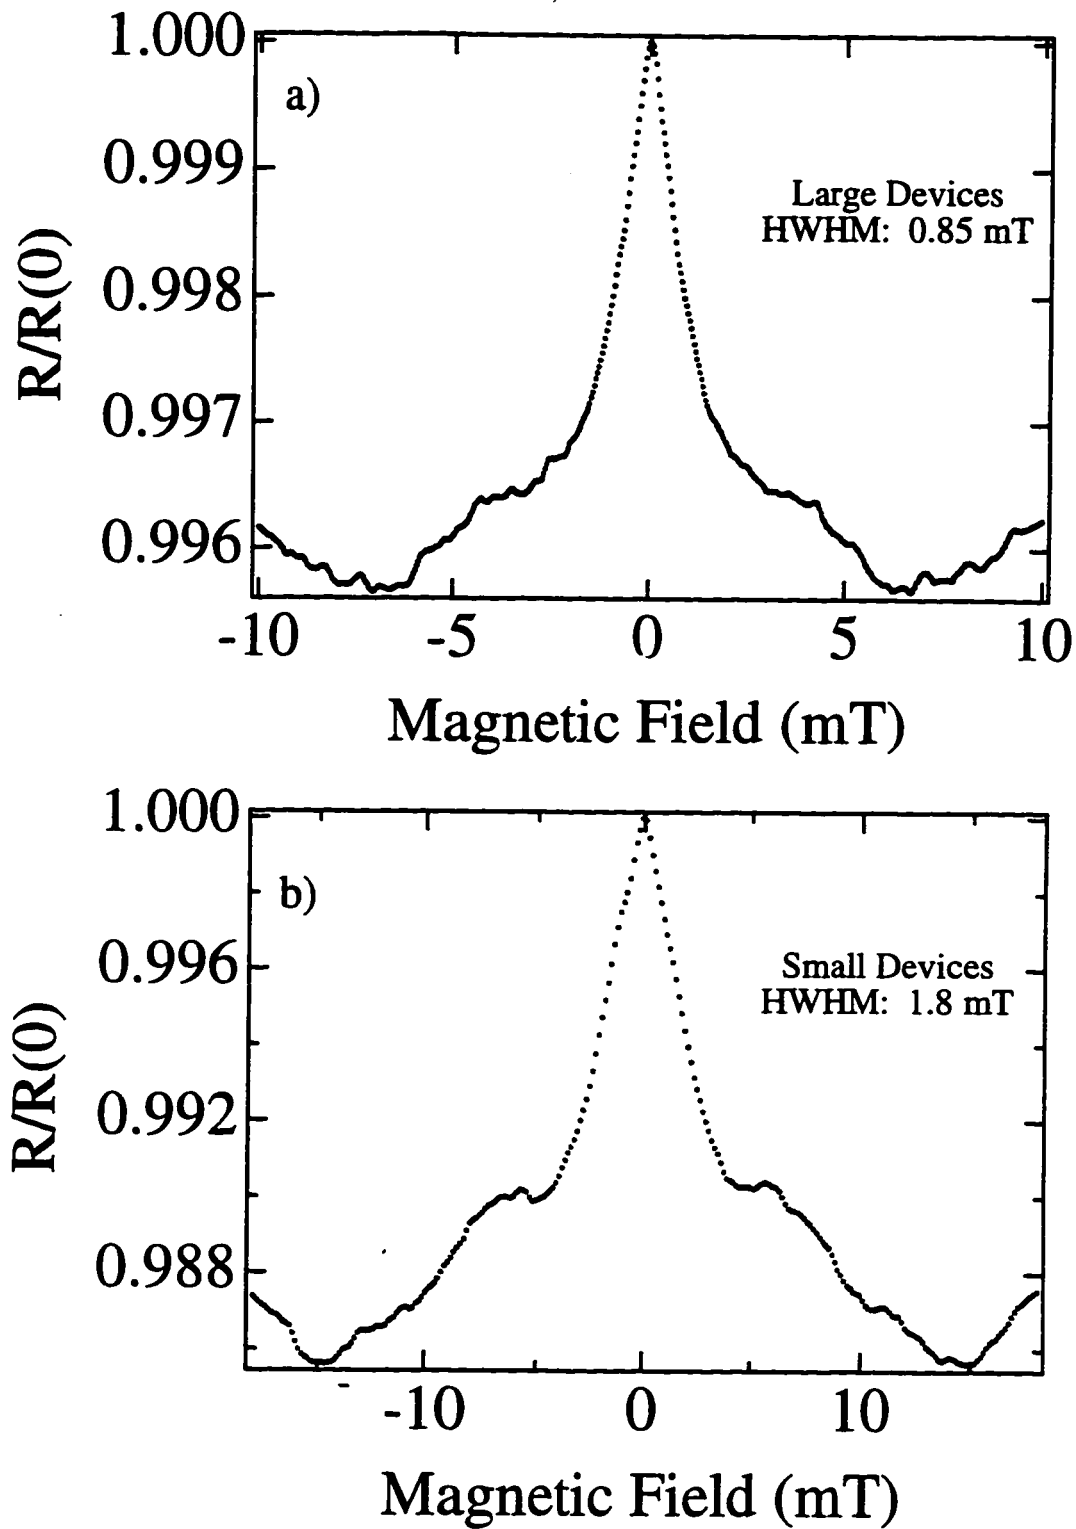 1.000
a)
0.999
Large Devices
HWHM: 0.85 mT
0.998
R/R(0)
0.997
0.996
-10 -5 0 5 10
Magnetic Field (mT)
1.000
b)
0.996
Small Devices
HWHM: 1.8 mT
R/R(0)
0.992
0.988
-10 0 10
Magnetic Field (mT)